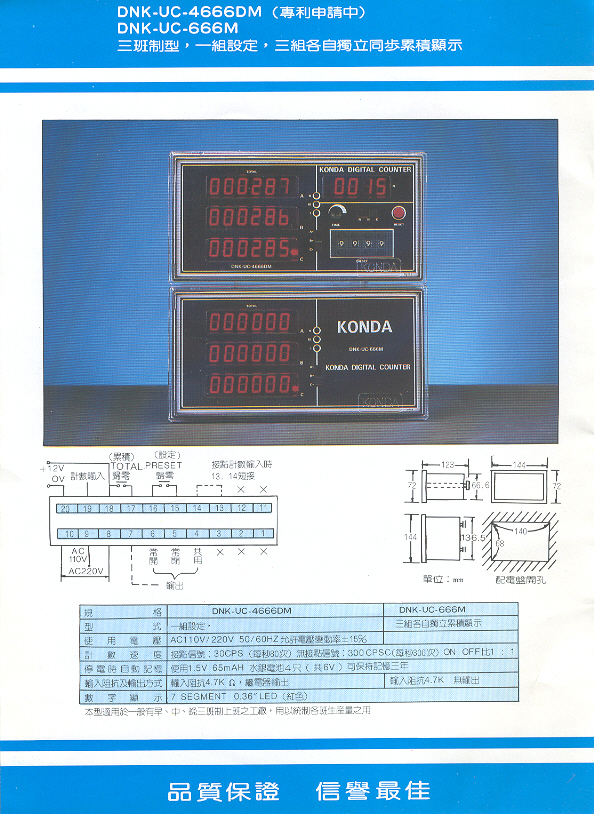 DNK-UC-4666DM (專利申請中)
DNK-UC-666M
三班制型,一組設定,三組各自獨立同步累積顯示
TOTAL
KONDA DIGITAL COUNTER
000287
0015
A
000286
B
000285
9 9 9 9
C
DNK-UC-4666DM
KONDA
TOTAL
000000
A
KONDA
000000
DNK-UC-666M
B
KONDA DIGITAL COUNTER
000000
C
KONDA
(累積) (設定)
+12V TOTAL PRESET 接點計數輸入時
0V 計數輸入 歸零 歸零 13. 14短接
20 19 18 17 16 15 14 13 12 11
10 9 8 7 6 5 4 3 2 1
AC 110V 常開 常閉 共用
AC220V
輸出
128 144
72 66.6 72
144 136.5 140 68
單位:mm 配電盤開孔
規格 DNK-UC-4666DM DNK-UC-666M
型式 一組設定, 三組各自獨立累積顯示
使用電壓 AC110V/220V 50/60HZ 允許電壓變動率±15%
計數速度 接點信號:30CPS (每秒30次) 無接點信號:300CPSC(每秒300次) ON OFF比1:1
停電時自動記憶 使用1.5V 65mAH 水銀電池4只 (共6V) 可保持記憶三年
輸入阻抗及輸出方式 輸入阻抗4.7K Ω,繼電器輸出 輸入阻抗4.7K 無輸出
數字顯示 7 SEGMENT 0.36" LED (紅色)
本型適用於一般有早、中、晚三班制上班之工廠,用以統制各班生產量之用
品質保證 信譽最佳